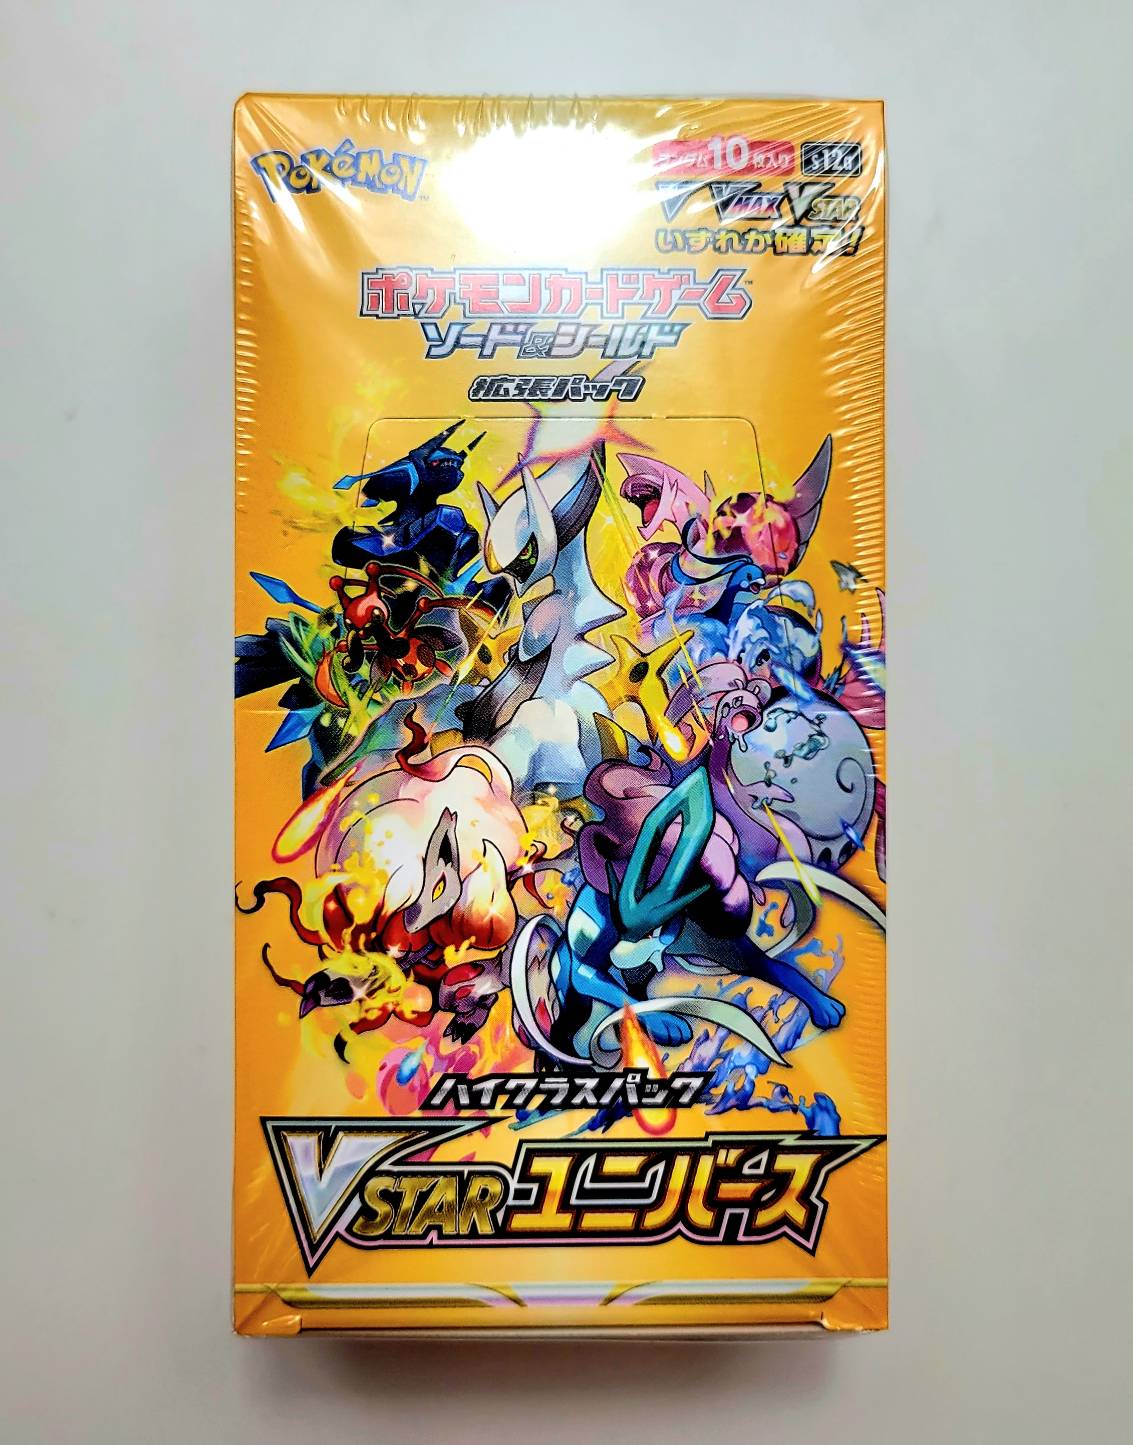 POKéMON™
ランダム10枚入り s12a
V VMAX VSTAR
いずれか確定!
ポケモンカードゲーム™
ソード&シールド
拡張パック
ハイクラスパック
VSTARユニバース